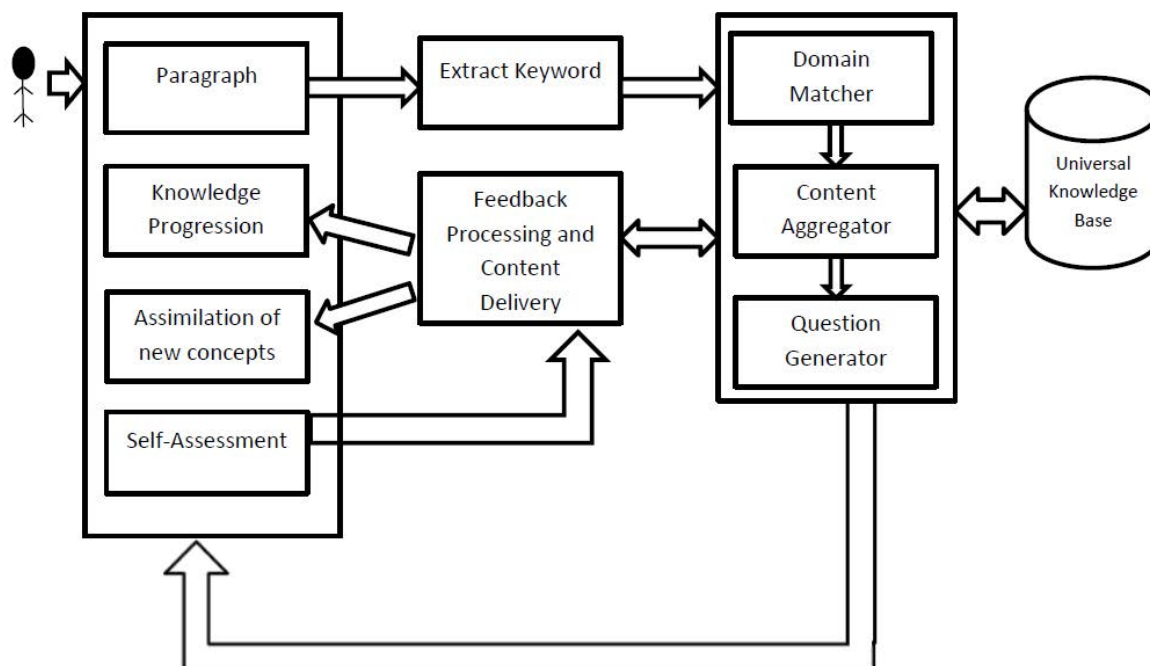 Paragraph
Extract Keyword
Domain
Matcher
Knowledge
Progression
Feedback
Processing and
Content
Delivery
Content
Aggregator
Universal
Knowledge
Base
Assimilation of
new concepts
Question
Generator
Self-Assessment